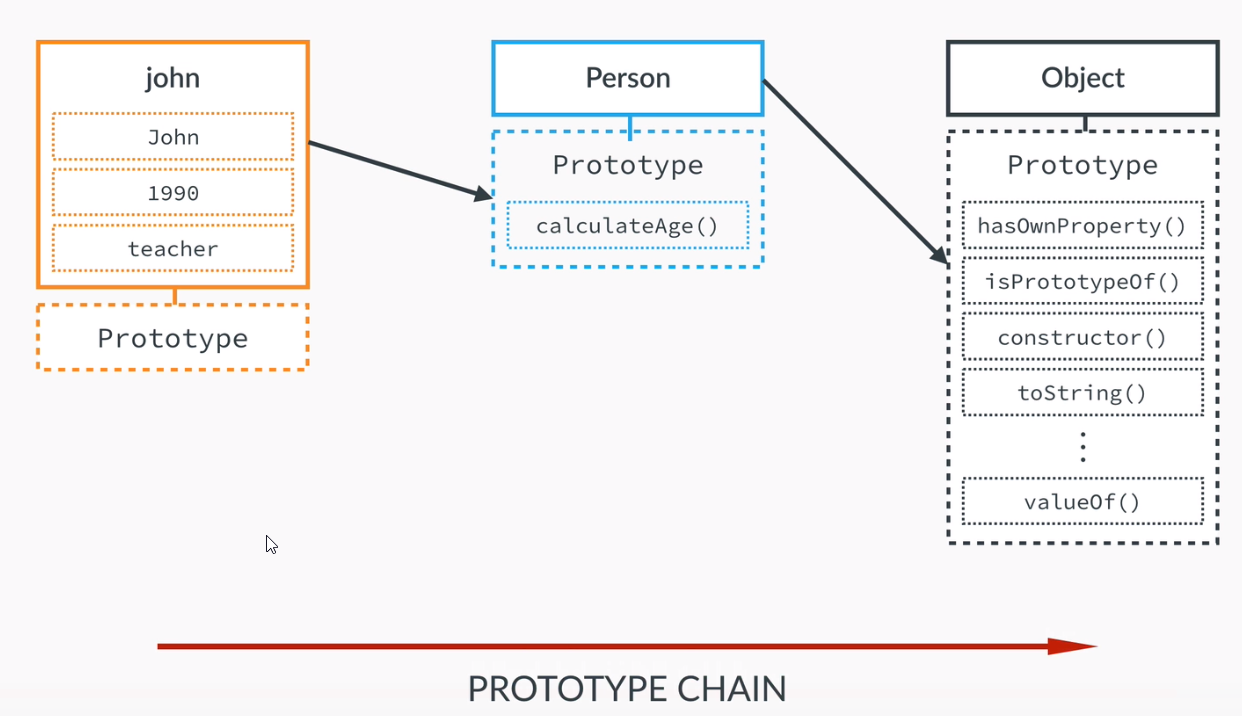 john
John
1990
teacher
Prototype
Person
Prototype
calculateAge()
Object
Prototype
hasOwnProperty()
isPrototypeOf()
constructor()
toString()
valueOf()
PROTOTYPE CHAIN